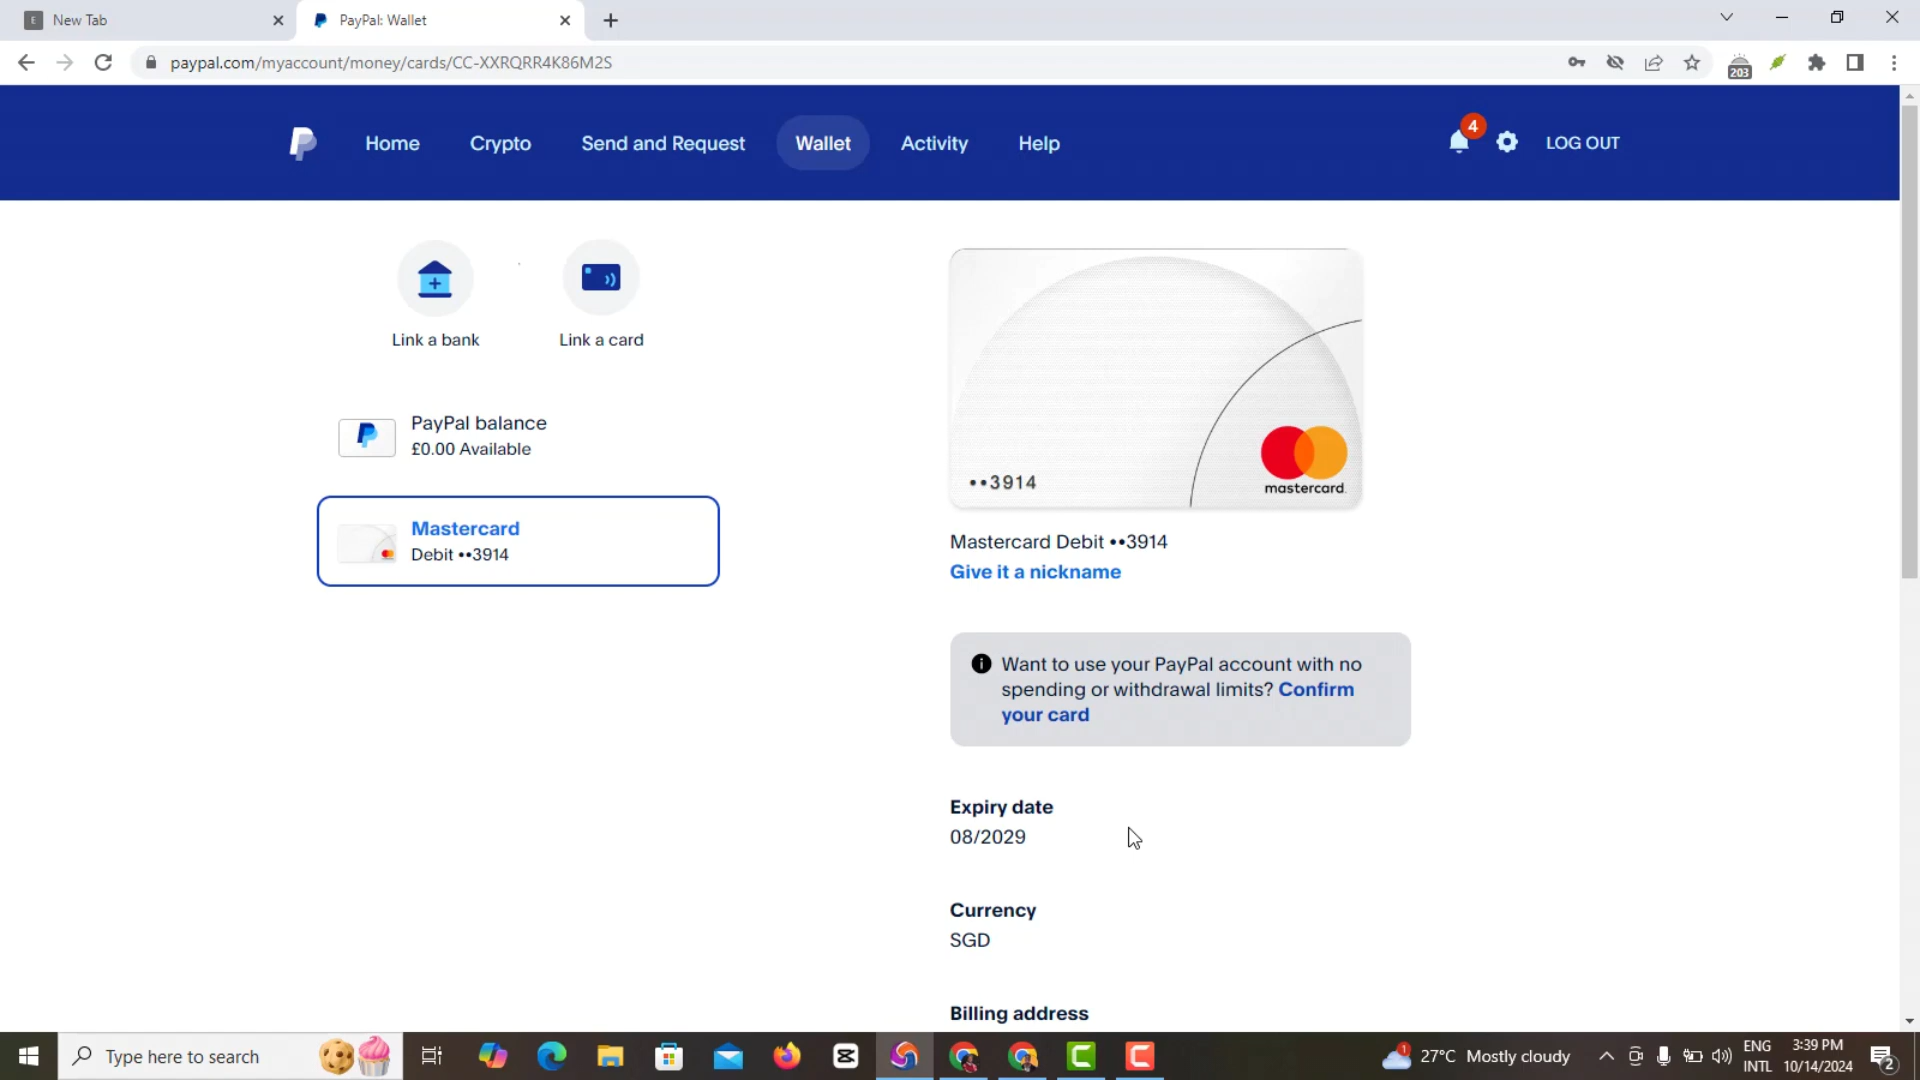 E New Tab
PayPal: Wallet
paypal.com/myaccount/money/cards/CC-XXRQRR4K86M2S
203
Home Crypto Send and Request Wallet Activity Help
4
LOG OUT
Link a bank
Link a card
PayPal balance
£0.00 Available
Mastercard
Debit ••3914
••3914
mastercard.
Mastercard Debit ••3914
Give it a nickname
Want to use your PayPal account with no
spending or withdrawal limits? Confirm
your card
Expiry date
08/2029
Currency
SGD
Billing address
Type here to search
1
27°C Mostly cloudy
ENG
INTL
3:39 PM
10/14/2024
2